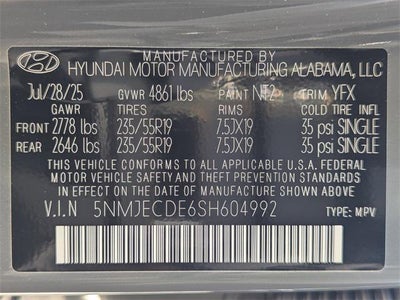 MANUFACTURED BY
HYUNDAI MOTOR MANUFACTURING ALABAMA, LLC
Jul/28/25 GVWR 4861 lbs PAINT NT2 TRIM YFX
GAWR TIRES RIMS COLD TIRE INFL
FRONT 2778 lbs 235/55R19 7.5JX19 35 psi SINGLE
REAR 2646 lbs 235/55R19 7.5JX19 35 psi SINGLE
THIS VEHICLE CONFORMS TO ALL APPLICABLE U.S.A. FEDERAL
MOTOR VEHICLE SAFETY AND THEFT PREVENTION STANDARDS
IN EFFECT ON THE DATE OF MANUFACTURE SHOWN ABOVE.
V.I.N 5NMJECDE6SH604992 TYPE: MPV